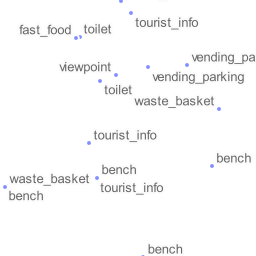 tourist_info
fast_food
toilet
vending_pa
viewpoint
vending_parking
toilet
waste_basket
tourist_info
bench
bench
waste_basket
tourist_info
bench
bench